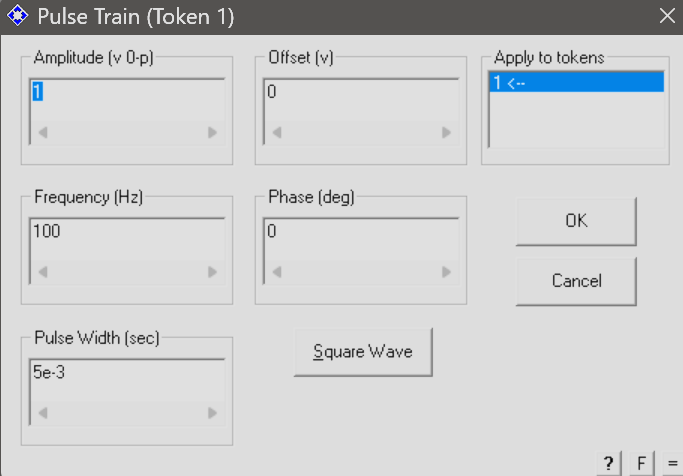 Pulse Train (Token 1)
Amplitude (v 0-p)
1
Offset (v)
0
Apply to tokens
1 <--
Frequency (Hz)
100
Phase (deg)
0
OK
Cancel
Pulse Width (sec)
5e-3
Square Wave
? F =